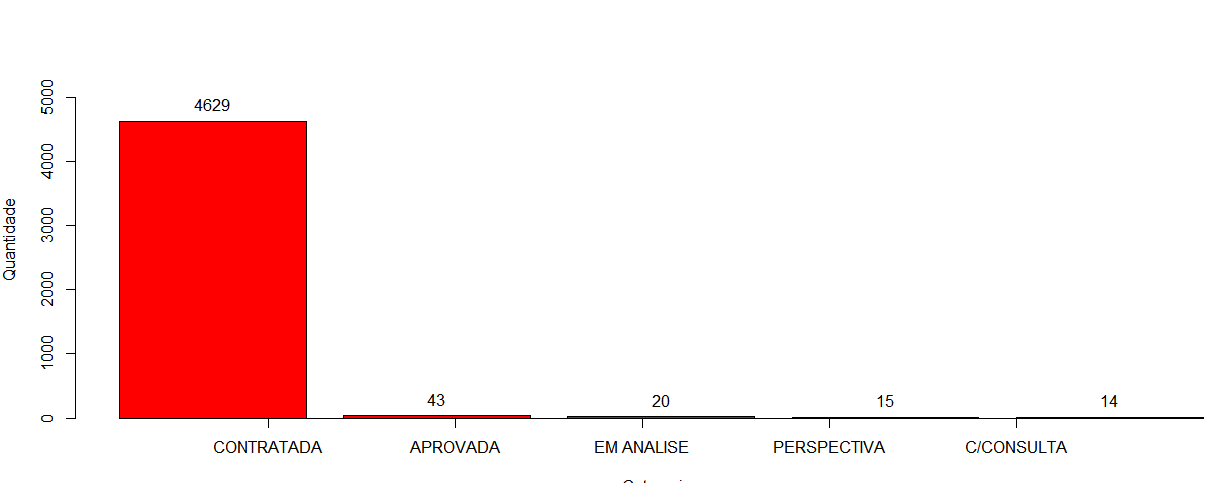 5000
4000
3000
2000
1000
0
Quantidade
4629
43
20
15
14
CONTRATADA
APROVADA
EM ANALISE
PERSPECTIVA
C/CONSULTA